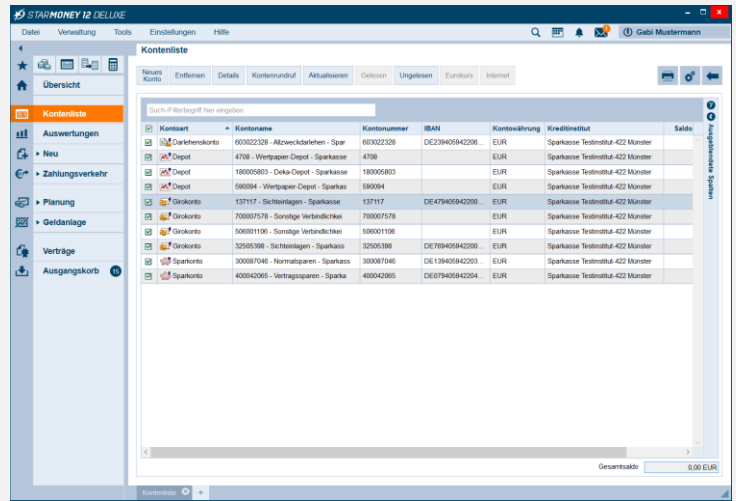 STARMONEY 12 DELUXE
Datei Verwaltung Tools Einstellungen Hilfe Gabi Mustermann
Kontenliste
Übersicht
Kontenliste
Auswertungen
Neu
Zahlungsverkehr
Planung
Geldanlage
Verträge
Ausgangskorb 15
Neues Konto Entfernen Details Kontenrundruf Aktualisieren Gelesen Ungelesen Eurokurs Internet
Such-/Filterbegriff hier eingeben
Kontoart Kontoname Kontonummer IBAN Kontowährung Kreditinstitut Saldo
Darlehenskonto 603022328 - Allzweckdarlehen - Spar 603022328 DE239405942206... EUR Sparkasse Testinstitut-422 Münster
Depot 4708 - Wertpapier-Depot - Sparkasse 4708 EUR Sparkasse Testinstitut-422 Münster
Depot 180005803 - Deka-Depot - Sparkasse 180005803 EUR Sparkasse Testinstitut-422 Münster
Depot 590094 - Wertpapier-Depot - Sparkas 590094 EUR Sparkasse Testinstitut-422 Münster
Girokonto 137117 - Sichteinlagen - Sparkasse 137117 DE479405942200... EUR Sparkasse Testinstitut-422 Münster
Girokonto 700007578 - Sonstige Verbindlichkei 700007578 EUR Sparkasse Testinstitut-422 Münster
Girokonto 506001106 - Sonstige Verbindlichkei 506001106 EUR Sparkasse Testinstitut-422 Münster
Girokonto 32505398 - Sichteinlagen - Sparkass 32505398 DE769405942200... EUR Sparkasse Testinstitut-422 Münster
Sparkonto 300087046 - Normalsparen - Sparkass 300087046 DE139405942203... EUR Sparkasse Testinstitut-422 Münster
Sparkonto 400042065 - Vertragssparen - Sparka 400042065 DE079405942204... EUR Sparkasse Testinstitut-422 Münster
Ausgeblendete Spalten
Gesamtsaldo 0,00 EUR
Kontenliste